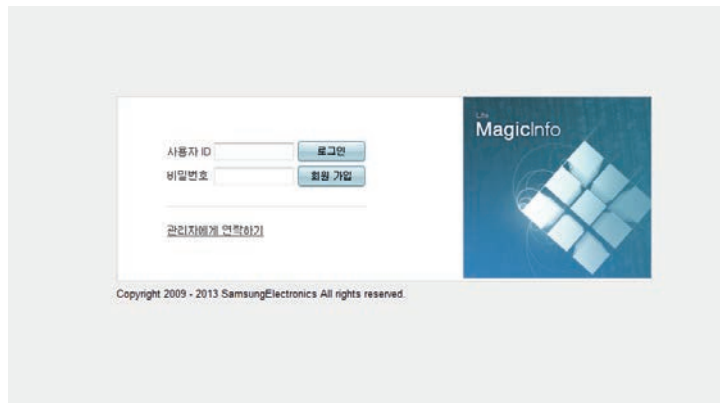 Lite
MagicInfo
사용자 ID
로그인
비밀번호
회원 가입
관리자에게 연락하기
Copyright 2009 - 2013 SamsungElectronics All rights reserved.